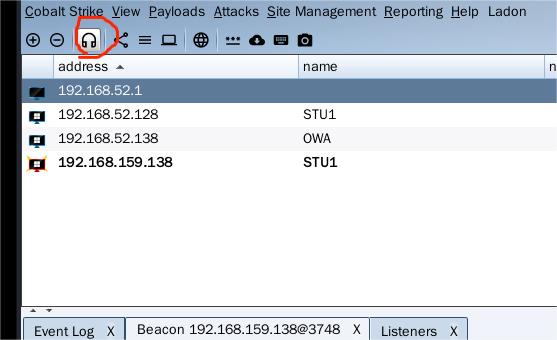 Cobalt Strike View Payloads Attacks Site Management Reporting Help Ladon
address name n
192.168.52.1
192.168.52.128 STU1
192.168.52.138 OWA
192.168.159.138 STU1
Event Log X Beacon 192.168.159.138@3748 X Listeners X